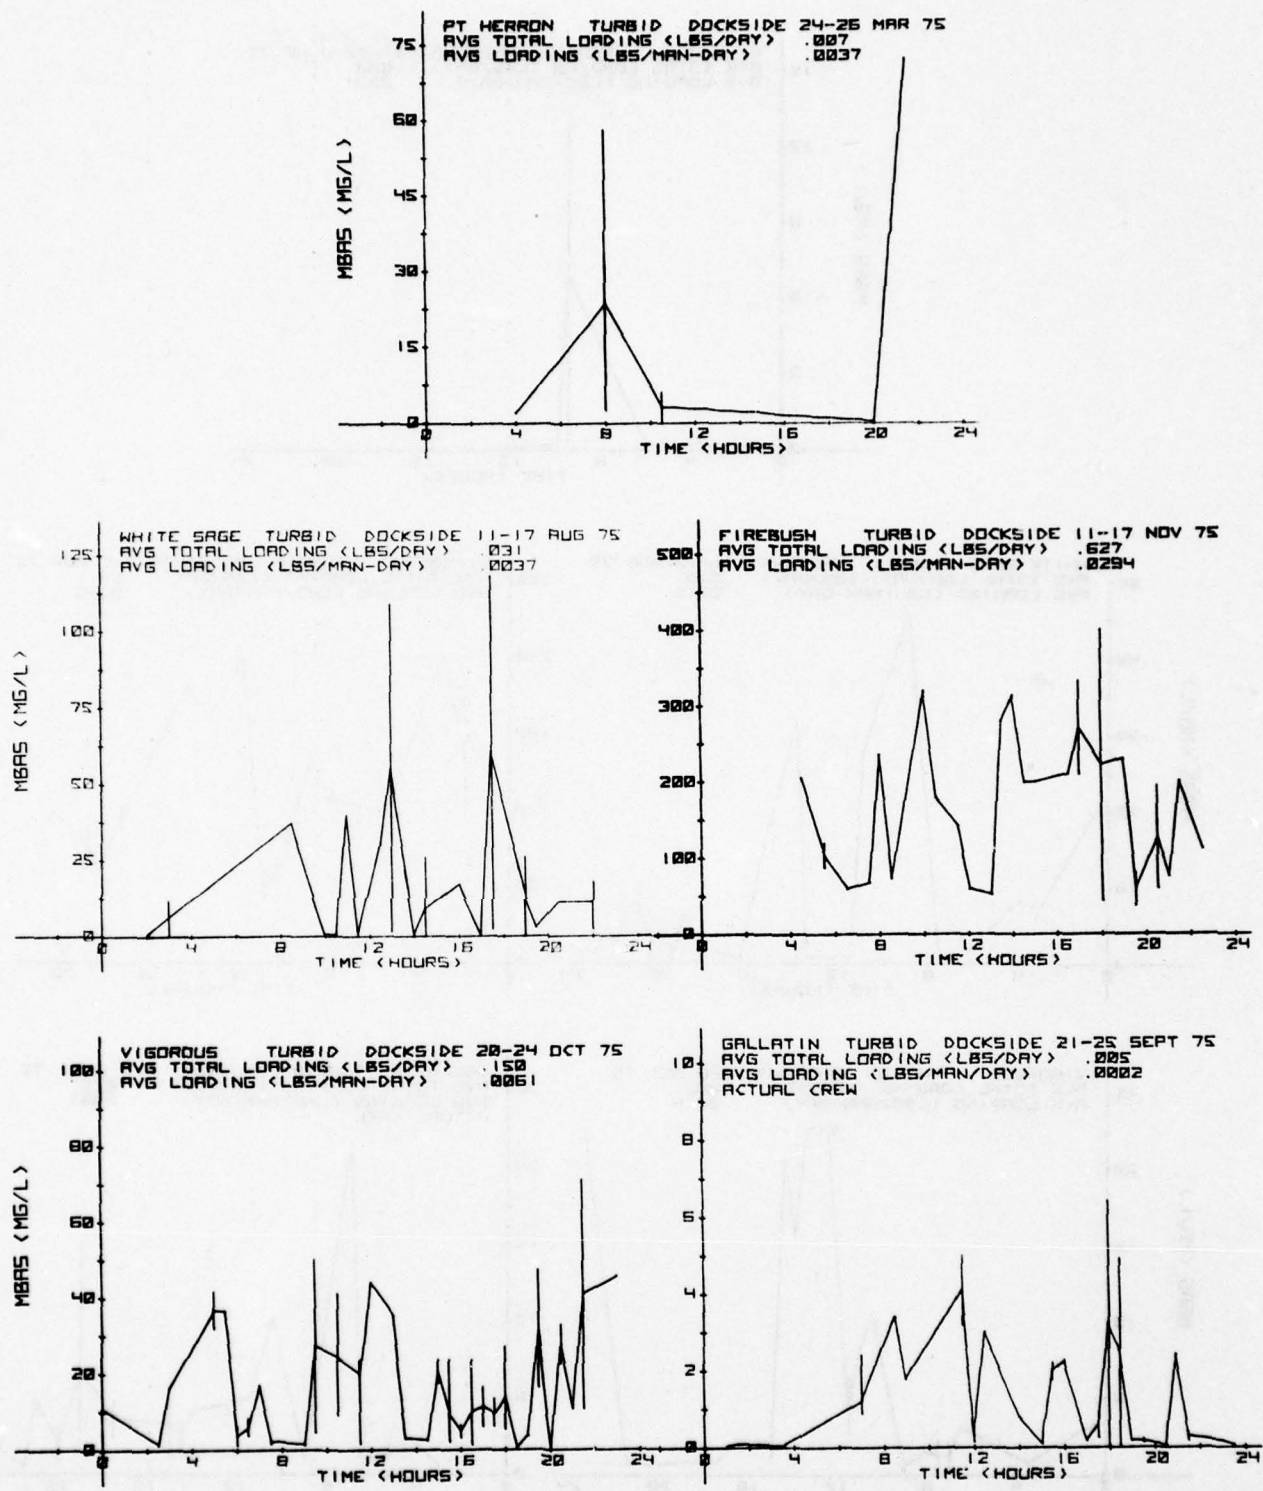 PT HERRON TURBID DOCKSIDE 24-26 MAR 75
AVG TOTAL LOADING <LBS/DAY> .007
AVG LOADING <LBS/MAN-DAY> .0037
75
60
45
30
15
0
MBAS <MG/L>
0 4 8 12 16 20 24
TIME <HOURS>
WHITE SAGE TURBID DOCKSIDE 11-17 AUG 75
AVG TOTAL LOADING <LBS/DAY> .031
AVG LOADING <LBS/MAN-DAY> .0037
125
100
75
50
25
0
MBAS <MG/L>
0 4 8 12 16 20 24
TIME <HOURS>
FIREBUSH TURBID DOCKSIDE 11-17 NOV 75
AVG TOTAL LOADING <LBS/DAY> .627
AVG LOADING <LBS/MAN-DAY> .0294
500
400
300
200
100
0
0 4 8 12 16 20 24
TIME <HOURS>
VIGOROUS TURBID DOCKSIDE 20-24 OCT 75
AVG TOTAL LOADING <LBS/DAY> .150
AVG LOADING <LBS/MAN-DAY> .0061
100
80
60
40
20
0
MBAS <MG/L>
0 4 8 12 16 20 24
TIME <HOURS>
GALLATIN TURBID DOCKSIDE 21-25 SEPT 75
AVG TOTAL LOADING <LBS/DAY> .005
AVG LOADING <LBS/MAN/DAY> .0002
ACTUAL CREW
10
8
6
4
2
0
0 4 8 12 16 20 24
TIME <HOURS>